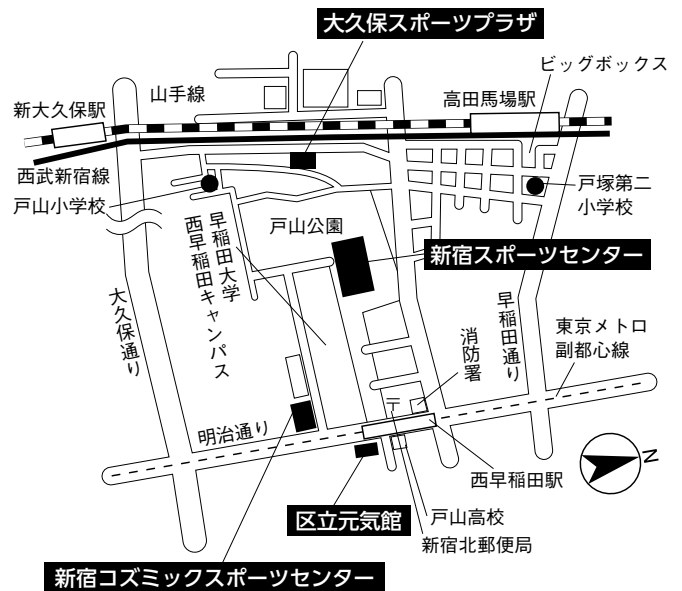 大久保スポーツプラザ
ビッグボックス
山手線
高田馬場駅
新大久保駅
西武新宿線
戸山小学校
戸塚第二
小学校
戸山公園
早稲田大学
西早稲田キャンパス
新宿スポーツセンター
大久保通り
早稲田通り
消防署
東京メトロ
副都心線
〒
明治通り
N
西早稲田駅
区立元気館
戸山高校
新宿北郵便局
新宿コズミックスポーツセンター